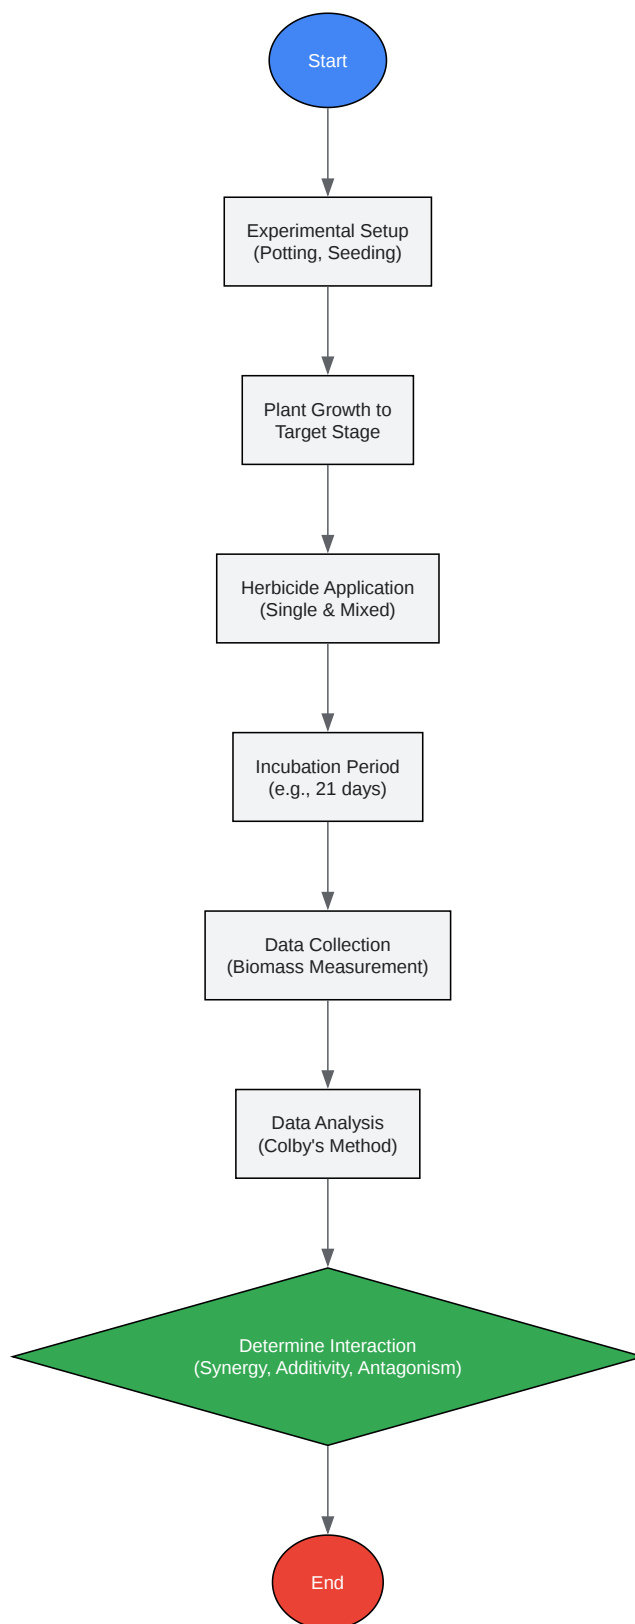 Start
Experimental Setup
(Potting, Seeding)
Plant Growth to
Target Stage
Herbicide Application
(Single & Mixed)
Incubation Period
(e.g., 21 days)
Data Collection
(Biomass Measurement)
Data Analysis
(Colby's Method)
Determine Interaction
(Synergy, Additivity, Antagonism)
End